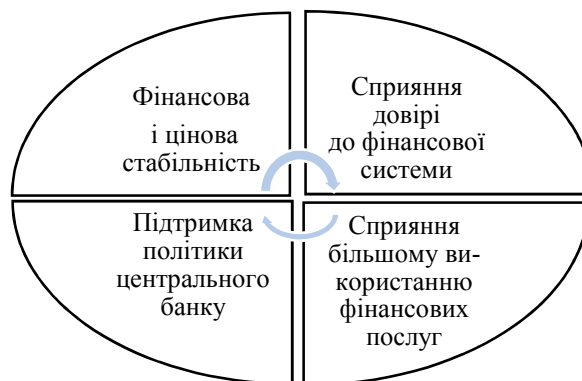 Фінансова
і цінова
стабільність
Сприяння
довірі
до фінансової
системи
Підтримка
політики
центрального
банку
Сприяння
більшому ви-
користанню
фінансових
послуг